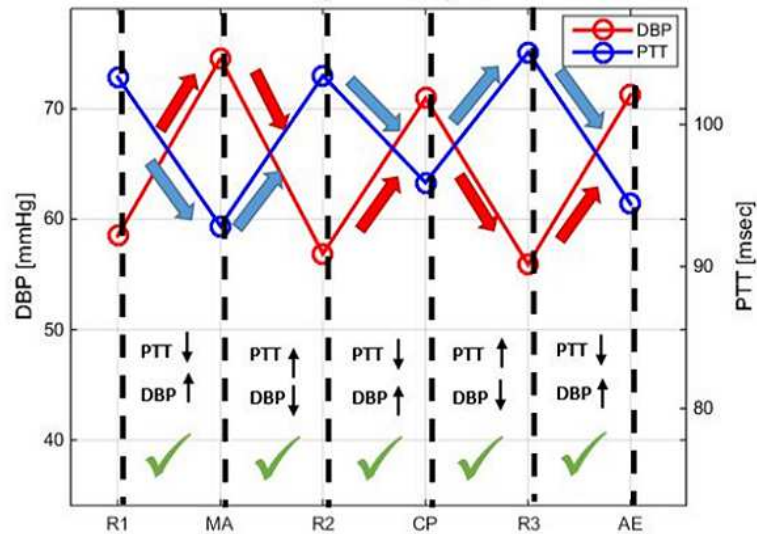 DBP
PTT
70
60
50
40
DBP [mmHg]
100
90
80
PTT [msec]
PTT ↓
DBP ↑
PTT ↑
DBP ↓
PTT ↓
DBP ↑
PTT ↑
DBP ↓
PTT ↓
DBP ↑
R1 MA R2 CP R3 AE